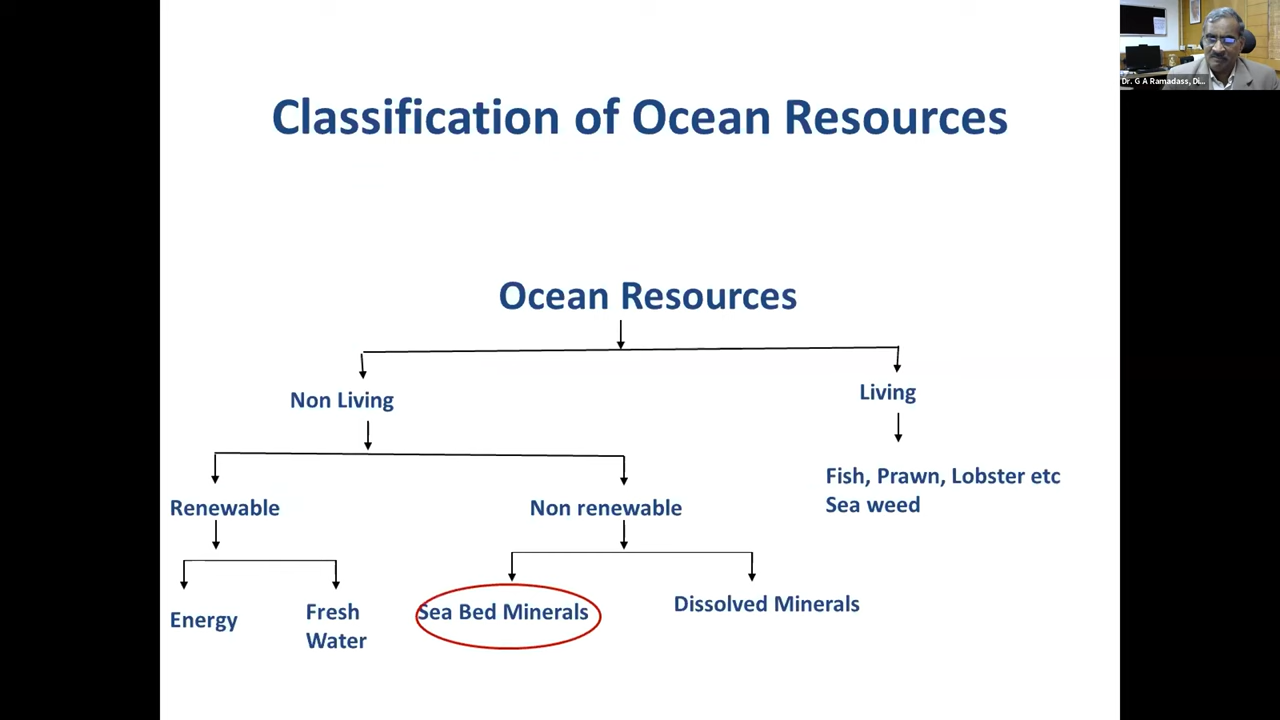 Classification of Ocean Resources
Dr. G A Ramadass, Di...
Ocean Resources
Non Living
Living
Renewable
Non renewable
Fish, Prawn, Lobster etc
Sea weed
Energy
Fresh
Water
Sea Bed Minerals
Dissolved Minerals